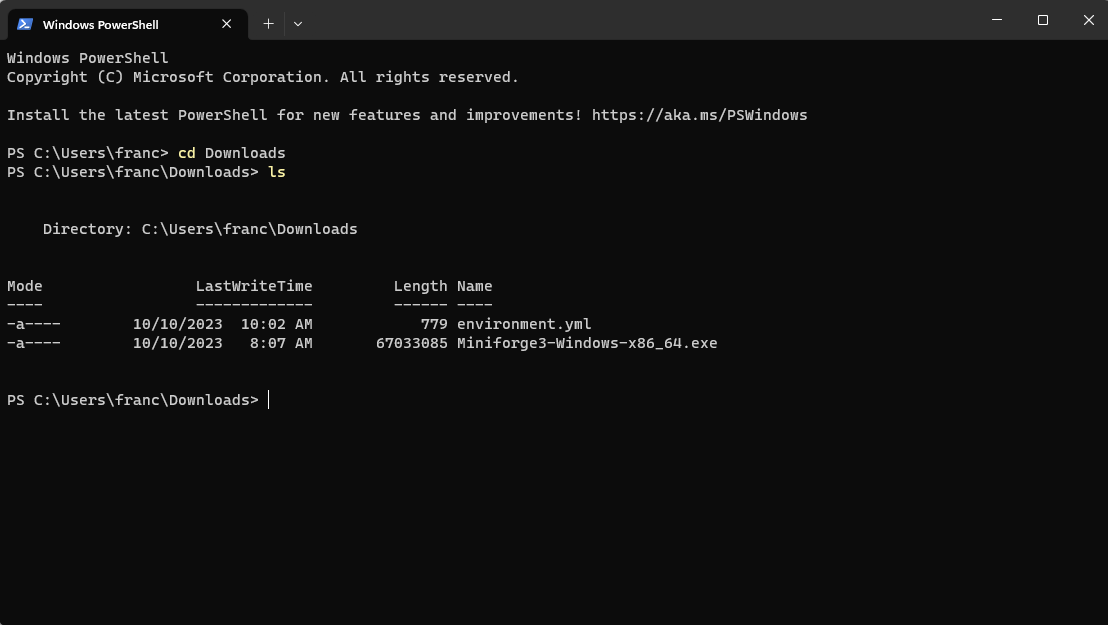 Windows PowerShell
Windows PowerShell
Copyright (C) Microsoft Corporation. All rights reserved.
Install the latest PowerShell for new features and improvements! https://aka.ms/PSWindows
PS C:\Users\franc> cd Downloads
PS C:\Users\franc\Downloads> ls
Directory: C:\Users\franc\Downloads
Mode                 LastWriteTime         Length Name
----                 -------------         ------ ----
-a----        10/10/2023  10:02 AM            779 environment.yml
-a----        10/10/2023   8:07 AM       67033085 Miniforge3-Windows-x86_64.exe
PS C:\Users\franc\Downloads>